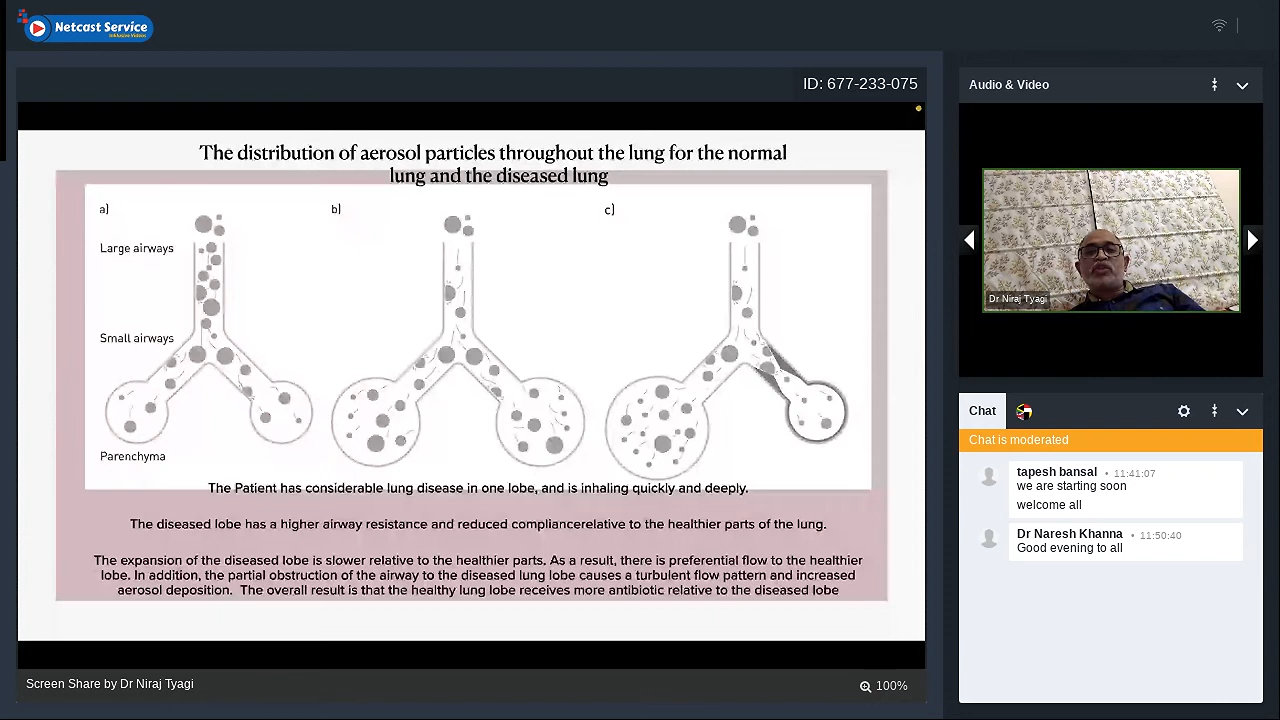 Netcast Service
Inklusive Videos
ID: 677-233-075
The distribution of aerosol particles throughout the lung for the normal
lung and the diseased lung
a]
b]
c]
Large airways
Small airways
Parenchyma
The Patient has considerable lung disease in one lobe, and is inhaling quickly and deeply.
The diseased lobe has a higher airway resistance and reduced compliancerelative to the healthier parts of the lung.
The expansion of the diseased lobe is slower relative to the healthier parts. As a result, there is preferential flow to the healthier
lobe. In addition, the partial obstruction of the airway to the diseased lung lobe causes a turbulent flow pattern and increased
aerosol deposition. The overall result is that the healthy lung lobe receives more antibiotic relative to the diseased lobe
Screen Share by Dr Niraj Tyagi
100%
Audio & Video
Dr Niraj Tyagi
Chat
Chat is moderated
tapesh bansal • 11:41:07
we are starting soon
welcome all
Dr Naresh Khanna • 11:50:40
Good evening to all